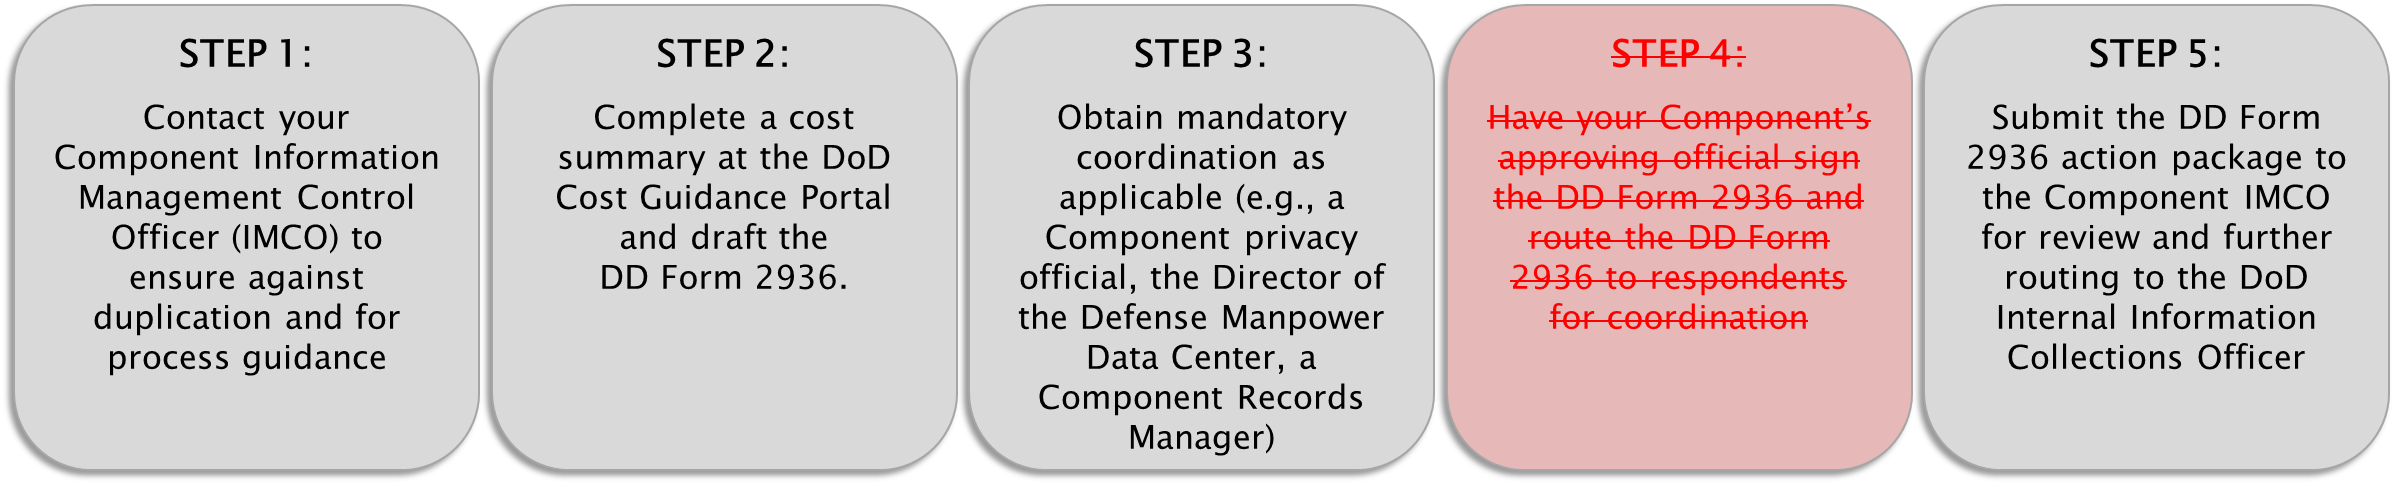 STEP 1:
Contact your
Component Information
Management Control
Officer (IMCO) to
ensure against
duplication and for
process guidance
STEP 2:
Complete a cost
summary at the DoD
Cost Guidance Portal
and draft the
DD Form 2936.
STEP 3:
Obtain mandatory
coordination as
applicable (e.g., a
Component privacy
official, the Director of
the Defense Manpower
Data Center, a
Component Records
Manager)
STEP 4:
Have your Component’s
approving official sign
the DD Form 2936 and
route the DD Form
2936 to respondents
for coordination
STEP 5:
Submit the DD Form
2936 action package to
the Component IMCO
for review and further
routing to the DoD
Internal Information
Collections Officer